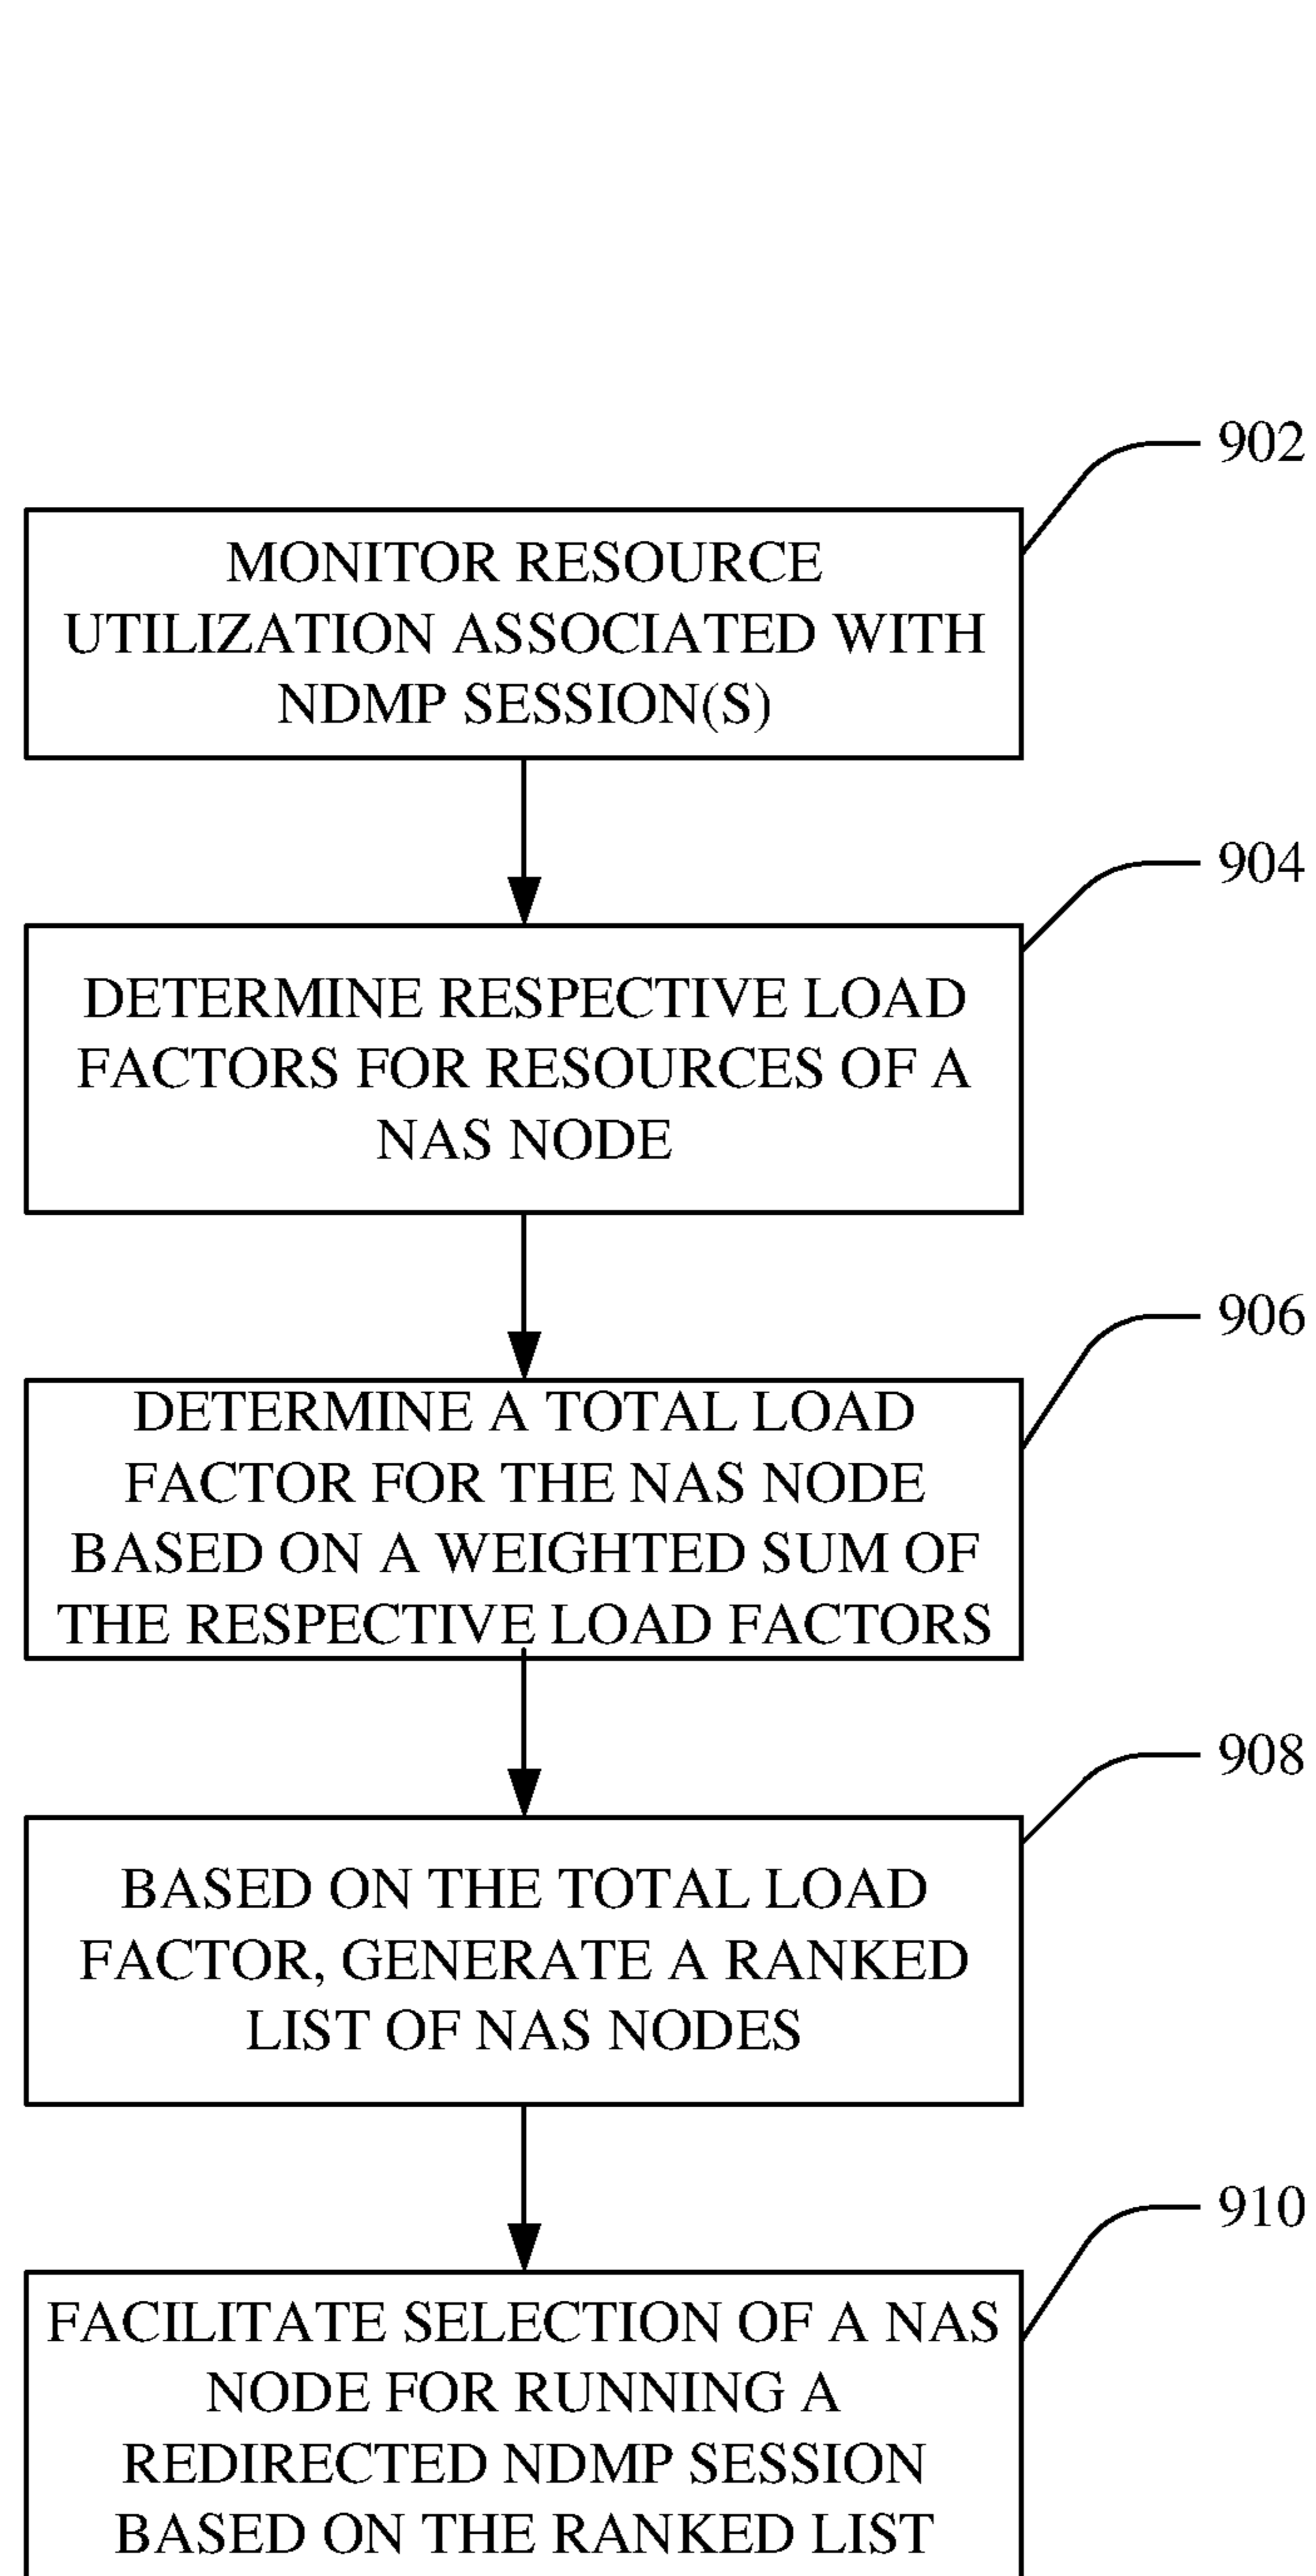 902
MONITOR RESOURCE
UTILIZATION ASSOCIATED WITH
NDMP SESSION(S)
904
DETERMINE RESPECTIVE LOAD
FACTORS FOR RESOURCES OF A
NAS NODE
906
DETERMINE A TOTAL LOAD
FACTOR FOR THE NAS NODE
BASED ON A WEIGHTED SUM OF
THE RESPECTIVE LOAD FACTORS
908
BASED ON THE TOTAL LOAD
FACTOR, GENERATE A RANKED
LIST OF NAS NODES
910
FACILITATE SELECTION OF A NAS
NODE FOR RUNNING A
REDIRECTED NDMP SESSION
BASED ON THE RANKED LIST